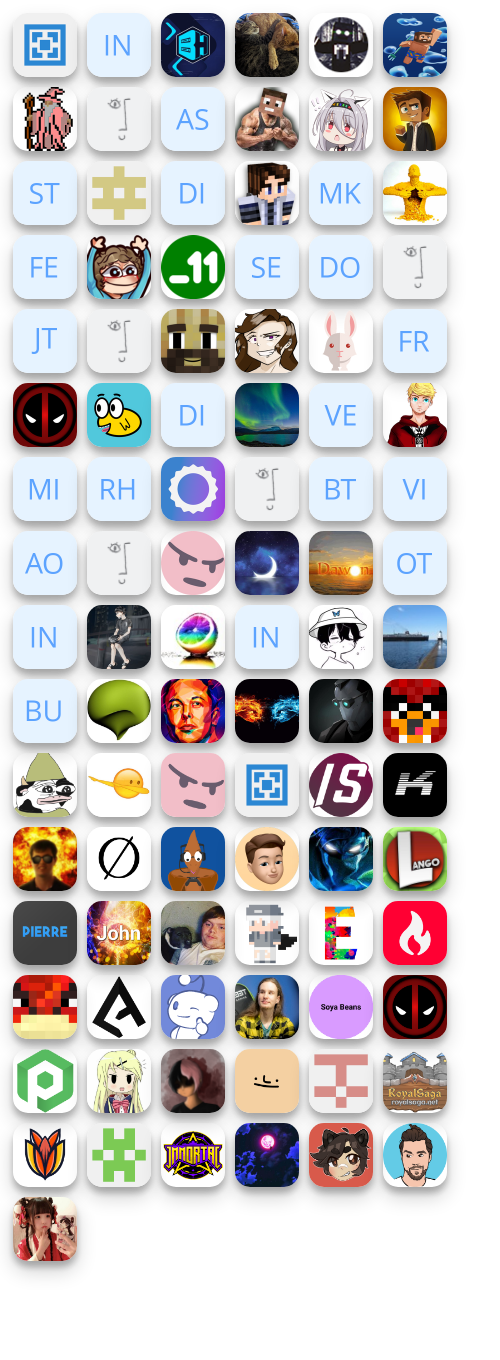 IN
AS
ST
DI
MK
FE
_11
SE
DO
JT
FR
DI
VE
MI
RH
BT
VI
AO
Dawon
OT
IN
IN
BU
IS
K
LANGO
PIERRE
John
E
Soya Beans
RoyalSaga
royalsaga.net
IMMORTAL